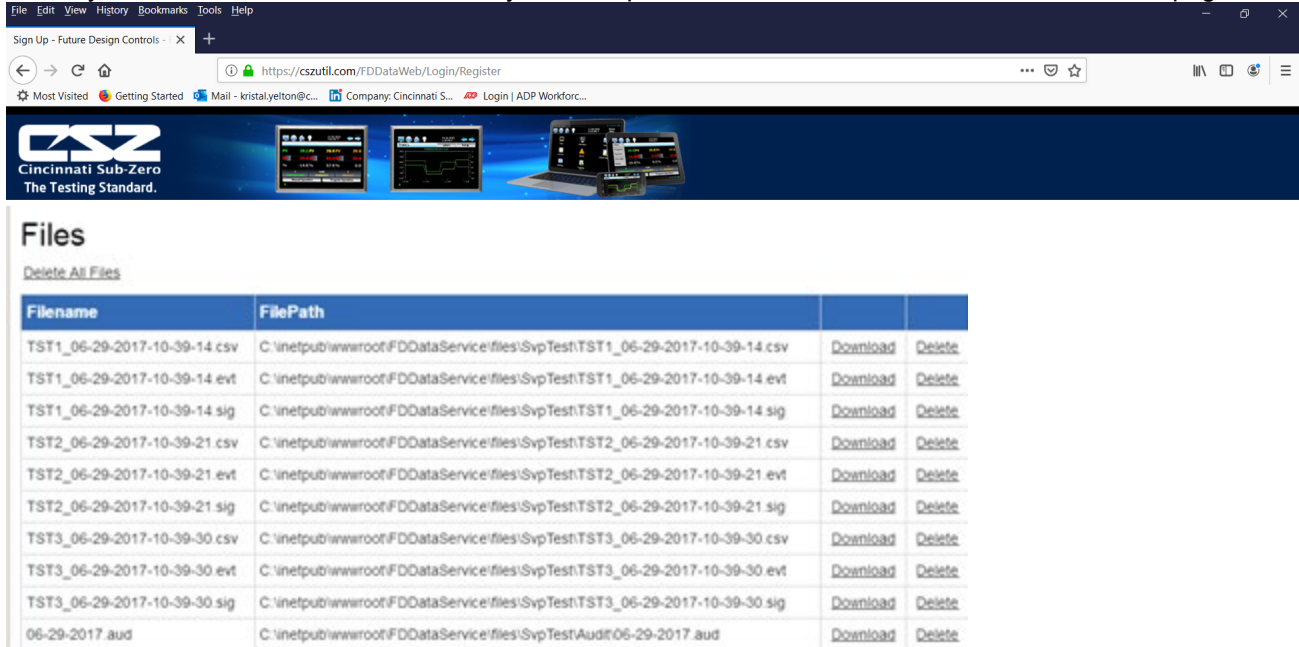 File Edit View History Bookmarks Tools Help
Sign Up - Future Design Controls -
https://cszutil.com/FDDataWeb/Login/Register
Most Visited Getting Started Mail - kristal.yelton@c... Company: Cincinnati S... Login | ADP Workforc...
CSZ
Cincinnati Sub-Zero
The Testing Standard.
Files
Delete All Files
Filename FilePath
TST1_06-29-2017-10-39-14.csv C:\inetpub\wwwroot\FDDataService\files\SvpTest\TST1_06-29-2017-10-39-14.csv Download Delete
TST1_06-29-2017-10-39-14.evt C:\inetpub\wwwroot\FDDataService\files\SvpTest\TST1_06-29-2017-10-39-14.evt Download Delete
TST1_06-29-2017-10-39-14.sig C:\inetpub\wwwroot\FDDataService\files\SvpTest\TST1_06-29-2017-10-39-14.sig Download Delete
TST2_06-29-2017-10-39-21.csv C:\inetpub\wwwroot\FDDataService\files\SvpTest\TST2_06-29-2017-10-39-21.csv Download Delete
TST2_06-29-2017-10-39-21.evt C:\inetpub\wwwroot\FDDataService\files\SvpTest\TST2_06-29-2017-10-39-21.evt Download Delete
TST2_06-29-2017-10-39-21.sig C:\inetpub\wwwroot\FDDataService\files\SvpTest\TST2_06-29-2017-10-39-21.sig Download Delete
TST3_06-29-2017-10-39-30.csv C:\inetpub\wwwroot\FDDataService\files\SvpTest\TST3_06-29-2017-10-39-30.csv Download Delete
TST3_06-29-2017-10-39-30.evt C:\inetpub\wwwroot\FDDataService\files\SvpTest\TST3_06-29-2017-10-39-30.evt Download Delete
TST3_06-29-2017-10-39-30.sig C:\inetpub\wwwroot\FDDataService\files\SvpTest\TST3_06-29-2017-10-39-30.sig Download Delete
06-29-2017.aud C:\inetpub\wwwroot\FDDataService\files\SvpTest\Audit\06-29-2017.aud Download Delete